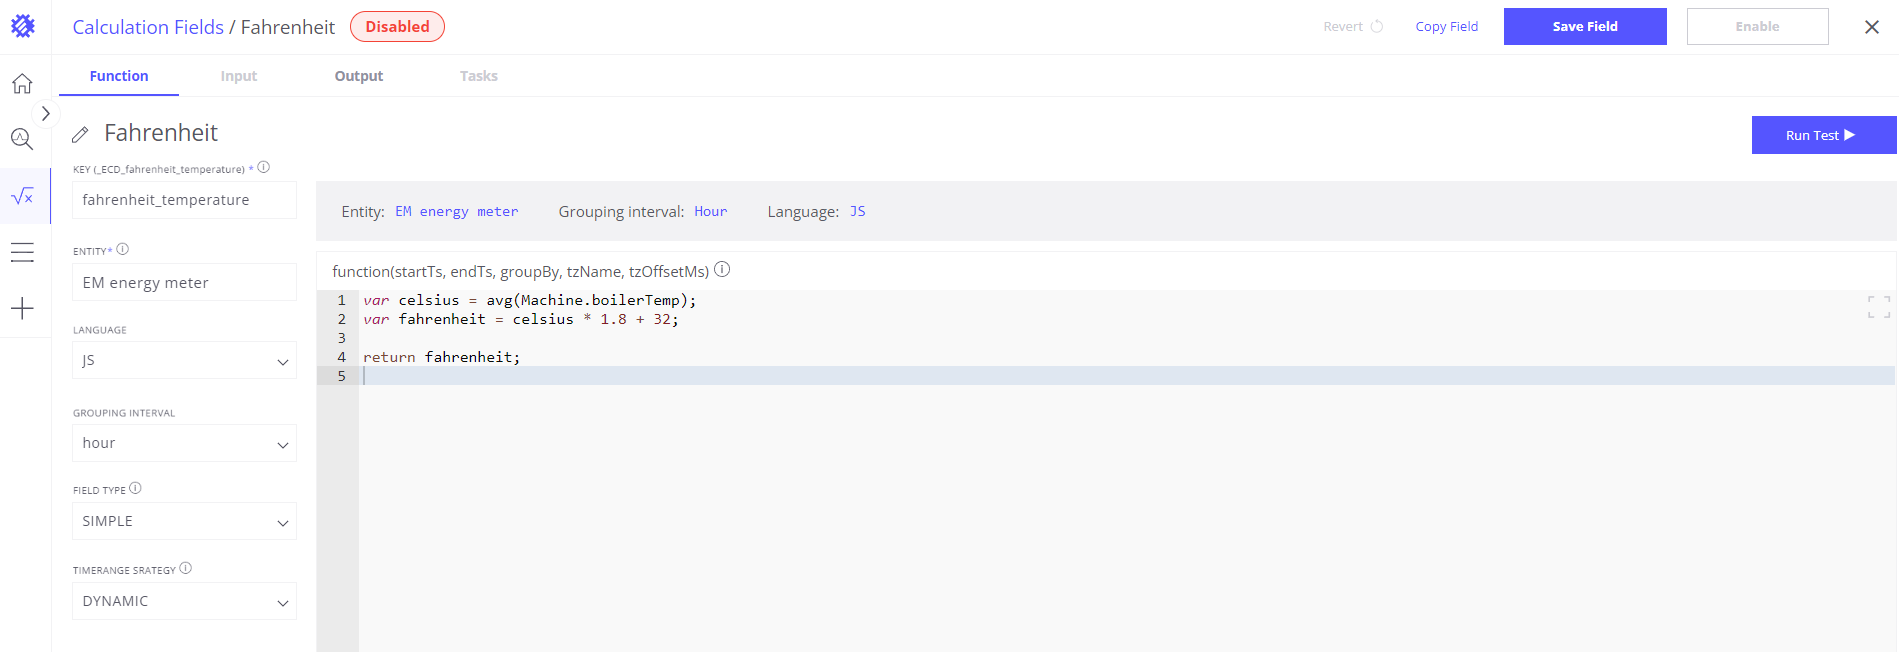 Calculation Fields / Fahrenheit Disabled Revert Copy Field Save Field Enable
Function Input Output Tasks
Fahrenheit
Run Test
KEY (_ECD_fahrenheit_temperature) *
fahrenheit_temperature
ENTITY*
EM energy meter
LANGUAGE
JS
GROUPING INTERVAL
hour
FIELD TYPE
SIMPLE
TIMERANGE SRATEGY
DYNAMIC
Entity: EM energy meter Grouping interval: Hour Language: JS
function(startTs, endTs, groupBy, tzName, tzOffsetMs)
1 var celsius = avg(Machine.boilerTemp);
2 var fahrenheit = celsius * 1.8 + 32;
3
4 return fahrenheit;
5